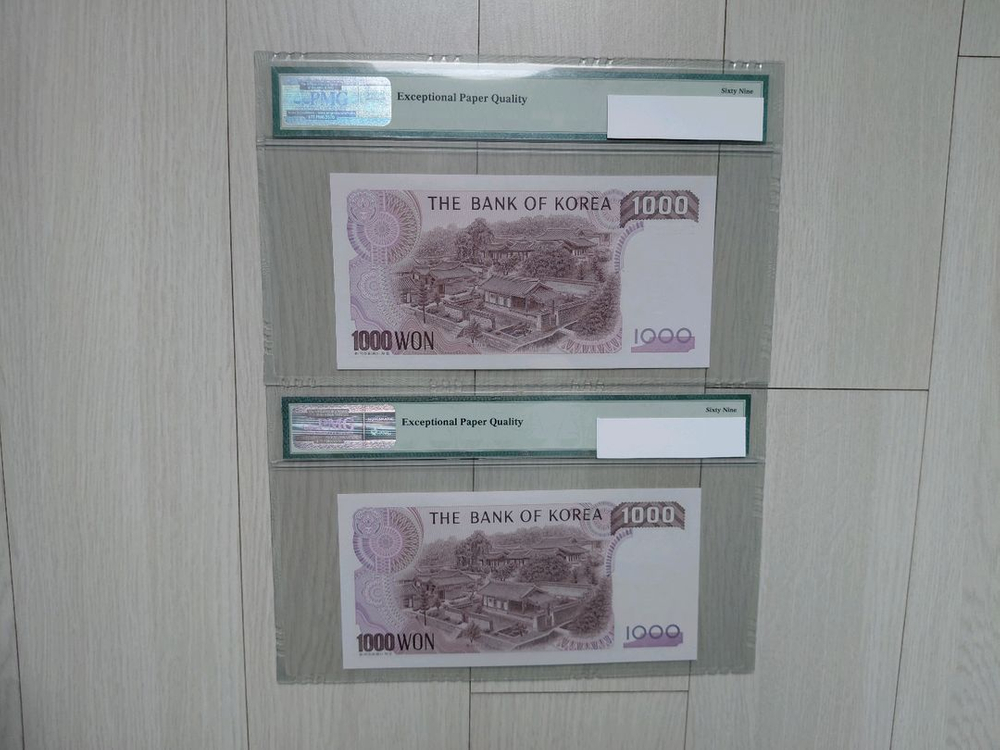 PMG
Exceptional Paper Quality
Sixty Nine
THE BANK OF KOREA
1000
1000 WON
1000
PMG
Exceptional Paper Quality
Sixty Nine
THE BANK OF KOREA
1000
1000 WON
1000